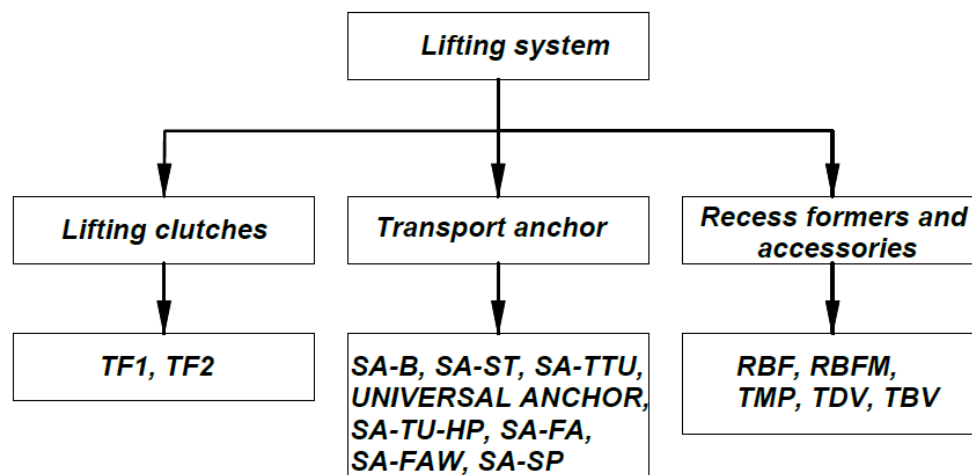 Lifting system
Lifting clutches
Transport anchor
Recess formers and
accessories
TF1, TF2
SA-B, SA-ST, SA-TTU,
UNIVERSAL ANCHOR,
SA-TU-HP, SA-FA,
SA-FAW, SA-SP
RBF, RBFM,
TMP, TDV, TBV